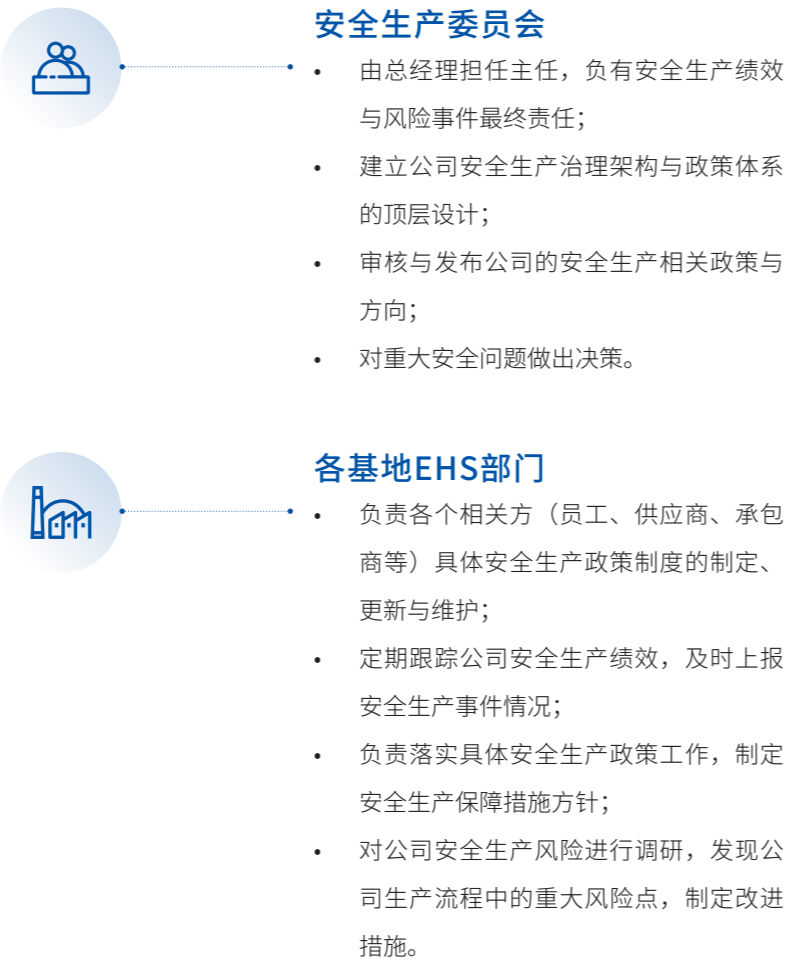 安全生产委员会
• 由总经理担任主任，负有安全生产绩效
与风险事件最终责任；
• 建立公司安全生产治理架构与政策体系
的顶层设计；
• 审核与发布公司的安全生产相关政策与
方向；
• 对重大安全问题做出决策。
各基地EHS部门
• 负责各个相关方（员工、供应商、承包
商等）具体安全生产政策制度的制定、
更新与维护；
• 定期跟踪公司安全生产绩效，及时上报
安全生产事件情况；
• 负责落实具体安全生产政策工作，制定
安全生产保障措施方针；
• 对公司安全生产风险进行调研，发现公
司生产流程中的重大风险点，制定改进
措施。